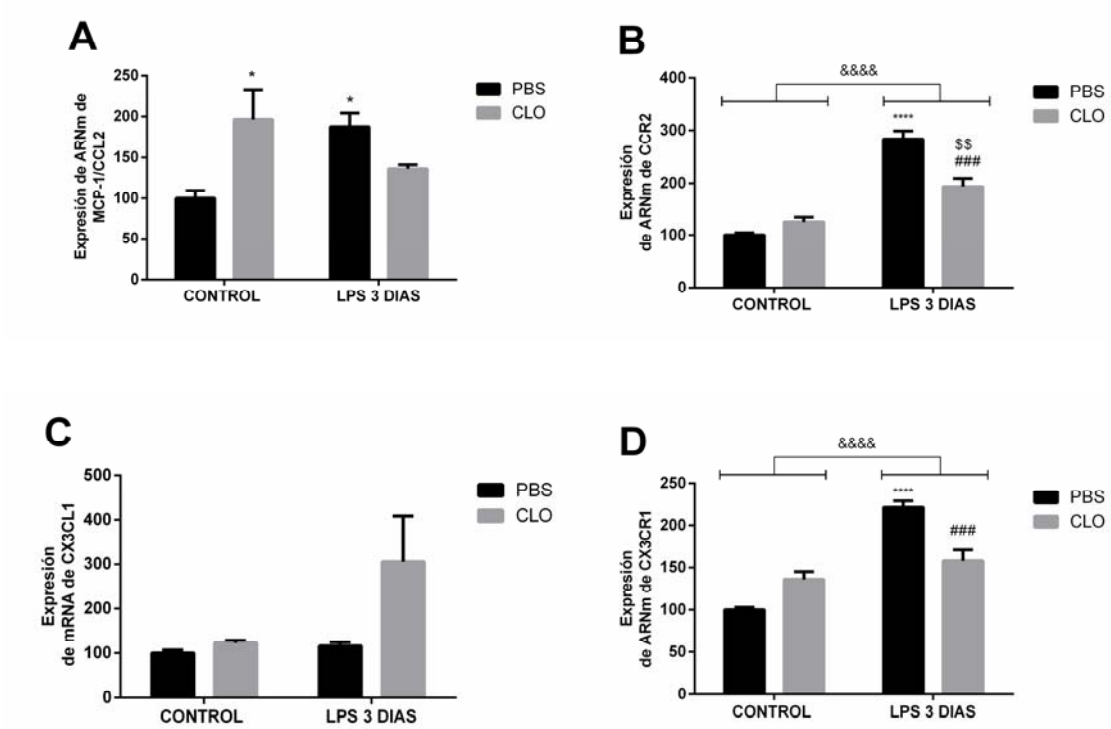 A
Expresión de ARNm de
MCP-1/CCL2
250
200
150
100
50
0
*
*
CONTROL
LPS 3 DIAS
PBS
CLO
B
Expresión
de ARNm de CCR2
400
300
200
100
0
&&&&
****
$$
###
CONTROL
LPS 3 DIAS
PBS
CLO
C
Expresión
de mRNA de CX3CL1
500
400
300
200
100
0
CONTROL
LPS 3 DIAS
PBS
CLO
D
Expresión
de ARNm de CX3CR1
250
200
150
100
50
0
&&&&
****
###
CONTROL
LPS 3 DIAS
PBS
CLO